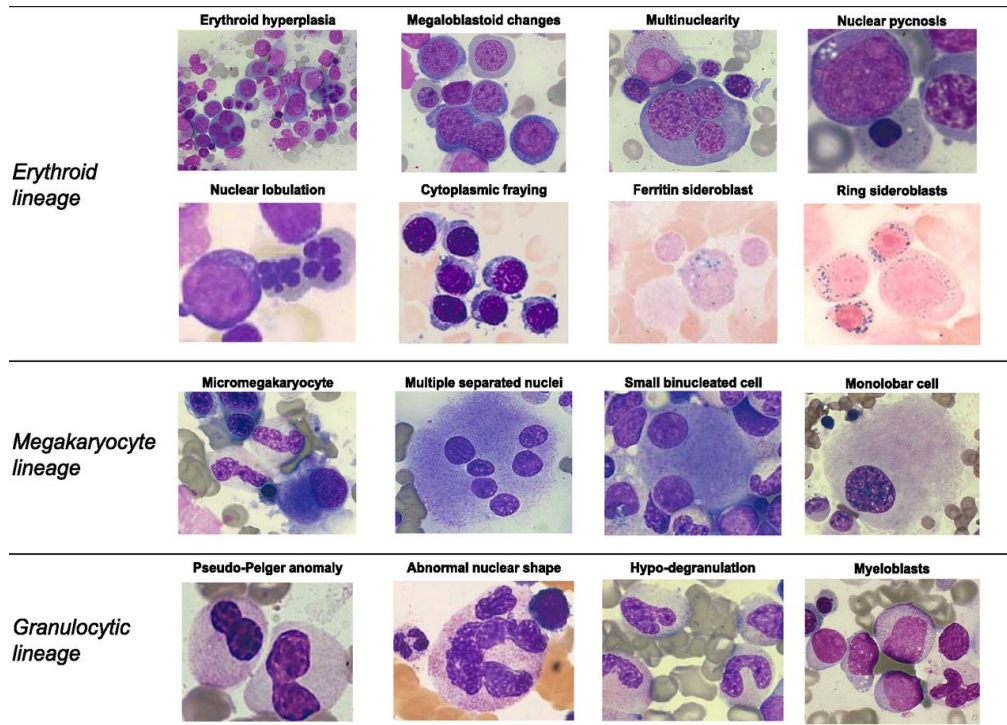 Erythroid hyperplasia Megaloblastoid changes Multinuclearity Nuclear pycnosis
Erythroid
lineage
Nuclear lobulation Cytoplasmic fraying Ferritin sideroblast Ring sideroblasts
Micromegakaryocyte Multiple separated nuclei Small binucleated cell Monolobar cell
Megakaryocyte
lineage
Pseudo-Pelger anomaly Abnormal nuclear shape Hypo-degranulation Myeloblasts
Granulocytic
lineage